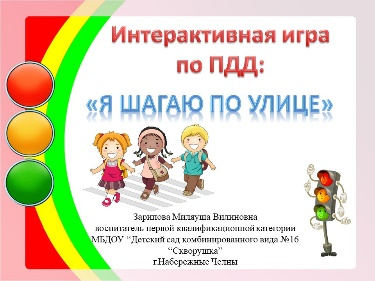 Интерактивная игра
по ПДД:
«Я ШАГАЮ ПО УЛИЦЕ»
Зарипова Миляуша Вилиновна
воспитатель первой квалификационной категории
МБДОУ "Детский сад комбинированного вида №16
"Скворушка"
г.Набережные Челны